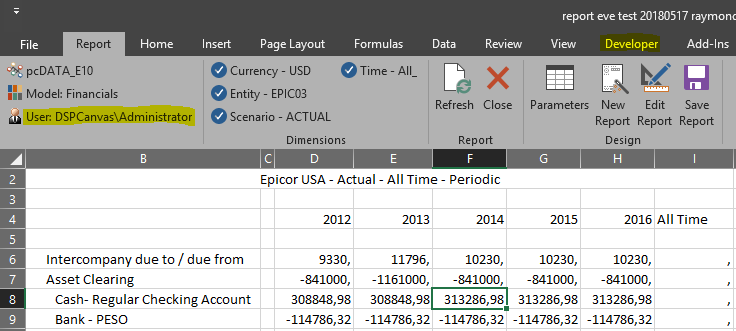 report eve test 20180517 raymond
File Report Home Insert Page Layout Formulas Data Review View Developer Add-Ins
pcDATA_E10 Currency - USD Time - All_
Model: Financials Entity - EPIC03
User: DSPCanvas\Administrator Scenario - ACTUAL
Refresh Close Parameters New Report Edit Report Save Report
Dimensions Report Design
B C D E F G H I
2 Epicor USA - Actual - All Time - Periodic
3
4 2012 2013 2014 2015 2016 All Time
5
6 Intercompany due to / due from 9330, 11796, 10230, 10230, 10230, ,
7 Asset Clearing -841000, -1161000, -841000, -841000, -841000, ,
8 Cash- Regular Checking Account 308848,98 308848,98 313286,98 313286,98 313286,98 ,
9 Bank - PESO -114786,32 -114786,32 -114786,32 -114786,32 -114786,32 ,